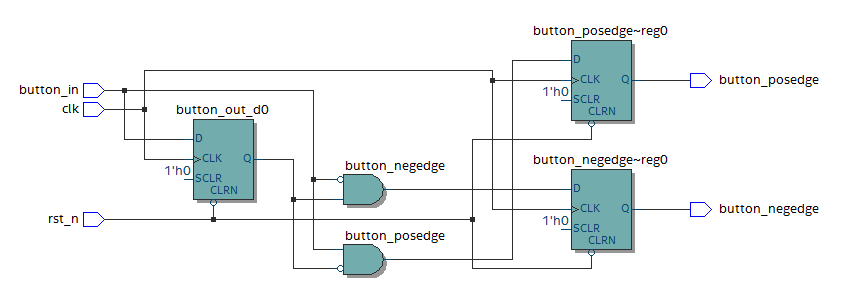 button_posedge~reg0
D
CLK
Q
1'h0
SCLR
CLRN
button_posedge
button_in
clk
button_out_d0
D
CLK
Q
1'h0
SCLR
CLRN
rst_n
button_negedge
button_posedge
button_negedge~reg0
D
CLK
Q
1'h0
SCLR
CLRN
button_negedge